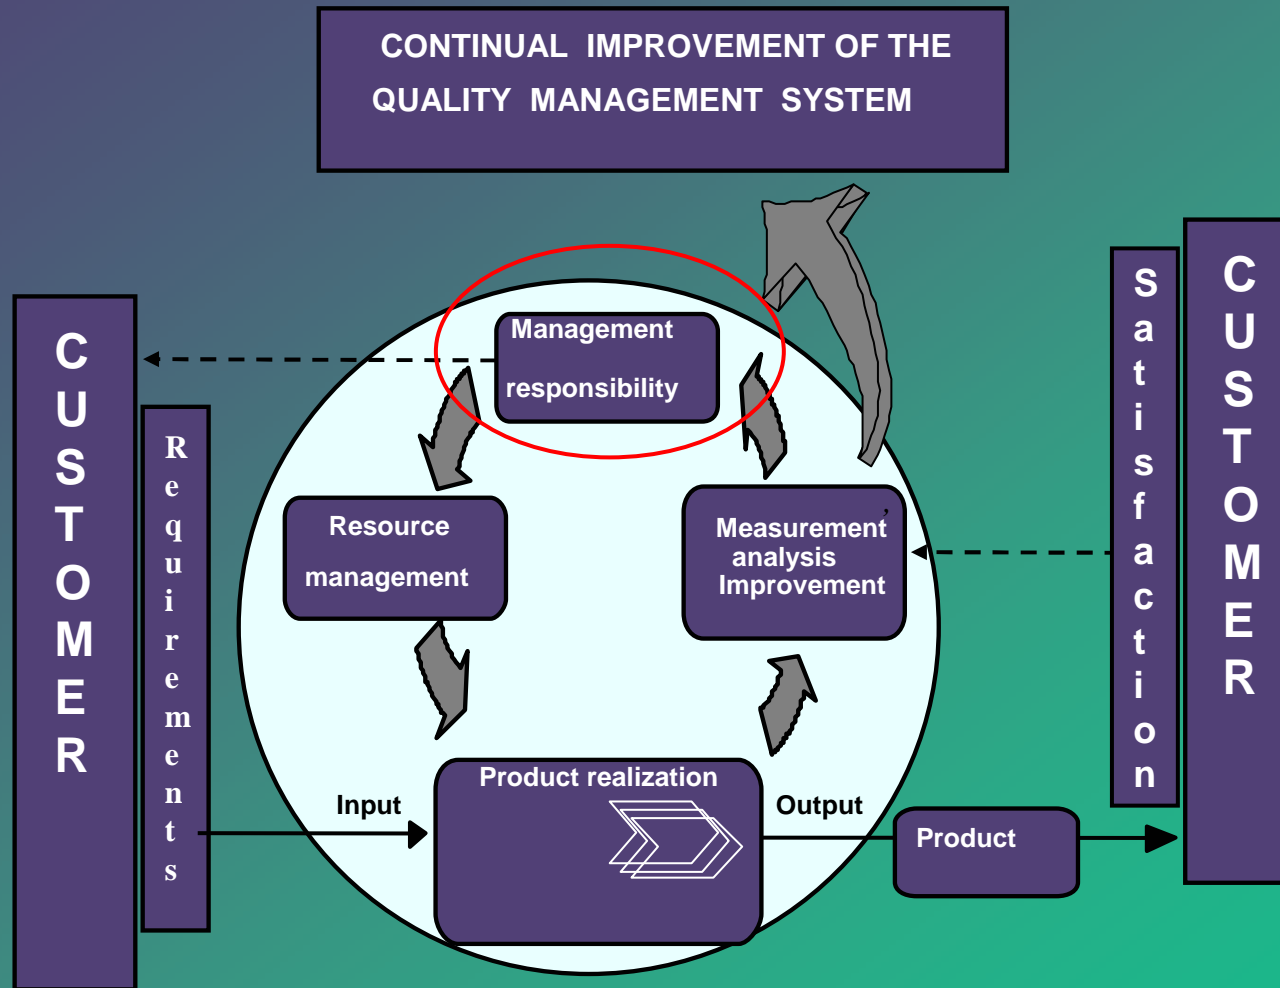 CONTINUAL IMPROVEMENT OF THE
QUALITY MANAGEMENT SYSTEM
CUSTOMER
Requirements
Management
responsibility
Resource
management
Measurement,
analysis
Improvement
Product realization
Input
Output
Product
Satisfaction
CUSTOMER